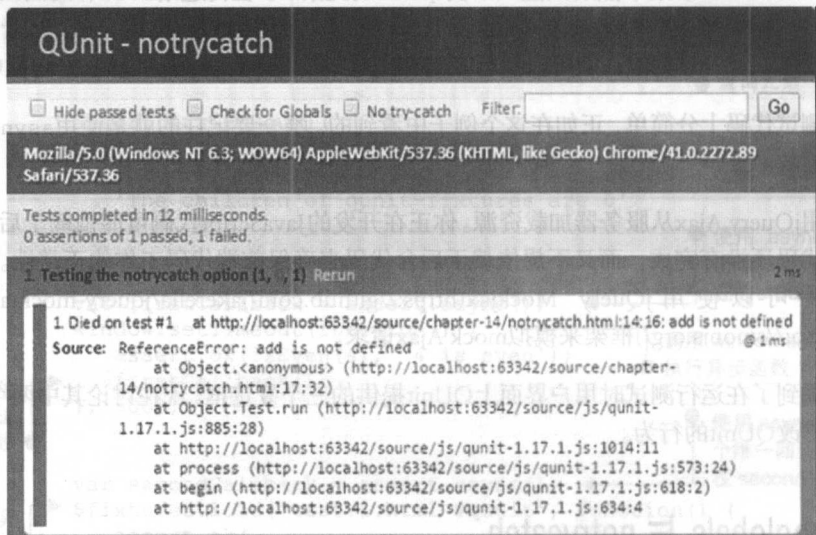 QUnit - notrycatch
Hide passed tests Check for Globals No try-catch Filter: Go
Mozilla/5.0 (Windows NT 6.3; WOW64) AppleWebKit/537.36 (KHTML, like Gecko) Chrome/41.0.2272.89
Safari/537.36
Tests completed in 12 milliseconds.
0 assertions of 1 passed, 1 failed.
1. Testing the notrycatch option (1, 0, 1) Rerun 2 ms
1. Died on test #1 at http://localhost:63342/source/chapter-14/notrycatch.html:14:16: add is not defined
@ 1 ms
Source: ReferenceError: add is not defined
at Object.<anonymous> (http://localhost:63342/source/chapter-
14/notrycatch.html:17:32)
at Object.Test.run (http://localhost:63342/source/js/qunit-
1.17.1.js:885:28)
at http://localhost:63342/source/js/qunit-1.17.1.js:1014:11
at process (http://localhost:63342/source/js/qunit-1.17.1.js:573:24)
at begin (http://localhost:63342/source/js/qunit-1.17.1.js:618:2)
at http://localhost:63342/source/js/qunit-1.17.1.js:634:4